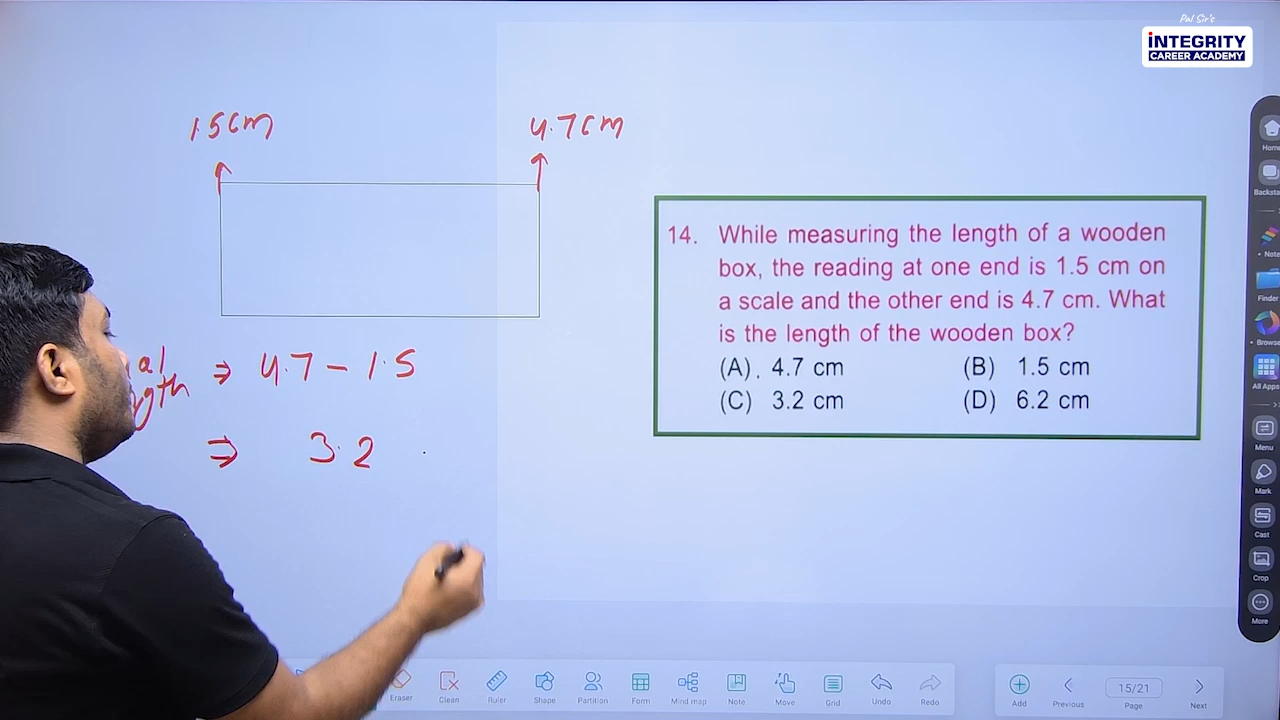 Pal Sir's
iNTEGRITY
CAREER ACADEMY
1.5cm
4.7cm
14. While measuring the length of a wooden
box, the reading at one end is 1.5 cm on
a scale and the other end is 4.7 cm. What
is the length of the wooden box?
(A). 4.7 cm (B) 1.5 cm
(C) 3.2 cm (D) 6.2 cm
⇒ 4.7 - 1.5
⇒ 3.2
Home
Finder
All Apps
Menu
Mark
Cast
Crop
More
Eraser
Clean
Ruler
Shape
Partition
Form
Mind map
Note
Move
Grid
Undo
Redo
Add
Previous
15/21
Page
Next